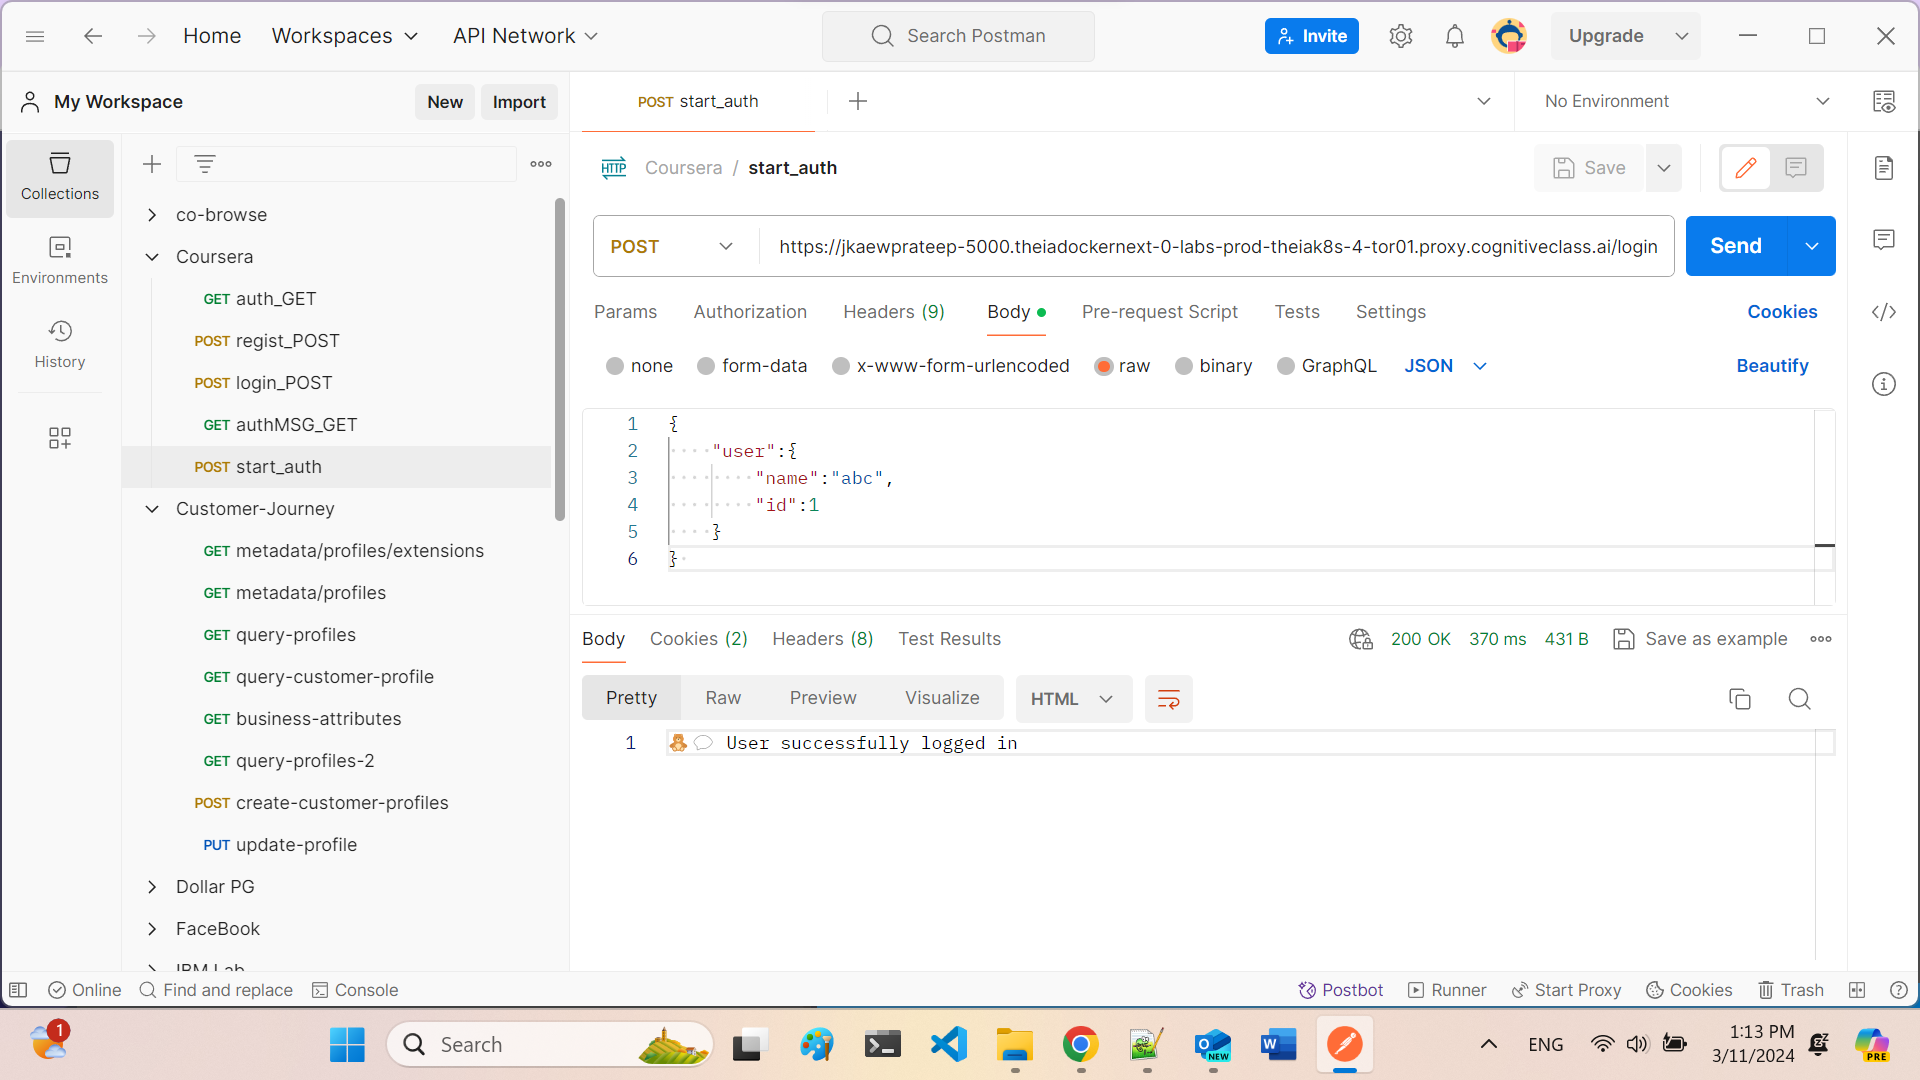 Home
Workspaces
API Network
Search Postman
Invite
Upgrade
My Workspace
New
Import
POST start_auth
No Environment
Collections
Environments
History
co-browse
Coursera
GET auth_GET
POST regist_POST
POST login_POST
GET authMSG_GET
POST start_auth
Customer-Journey
GET metadata/profiles/extensions
GET metadata/profiles
GET query-profiles
GET query-customer-profile
GET business-attributes
GET query-profiles-2
POST create-customer-profiles
PUT update-profile
Dollar PG
FaceBook
IBM Lab
HTTP Coursera / start_auth
Save
POST
https://jkaewprateep-5000.theiadockernext-0-labs-prod-theiak8s-4-tor01.proxy.cognitiveclass.ai/login
Send
Params Authorization Headers (9) Body Pre-request Script Tests Settings Cookies
none form-data x-www-form-urlencoded raw binary GraphQL JSON Beautify
1 {
2 "user":{
3 "name":"abc",
4 "id":1
5 }
6 }
Body Cookies (2) Headers (8) Test Results 200 OK 370 ms 431 B Save as example
Pretty Raw Preview Visualize HTML
1 🧸💬 User successfully logged in
Online Find and replace Console Postbot Runner Start Proxy Cookies Trash
1
Search
NEW
W
ENG
1:13 PM
3/11/2024
PRE